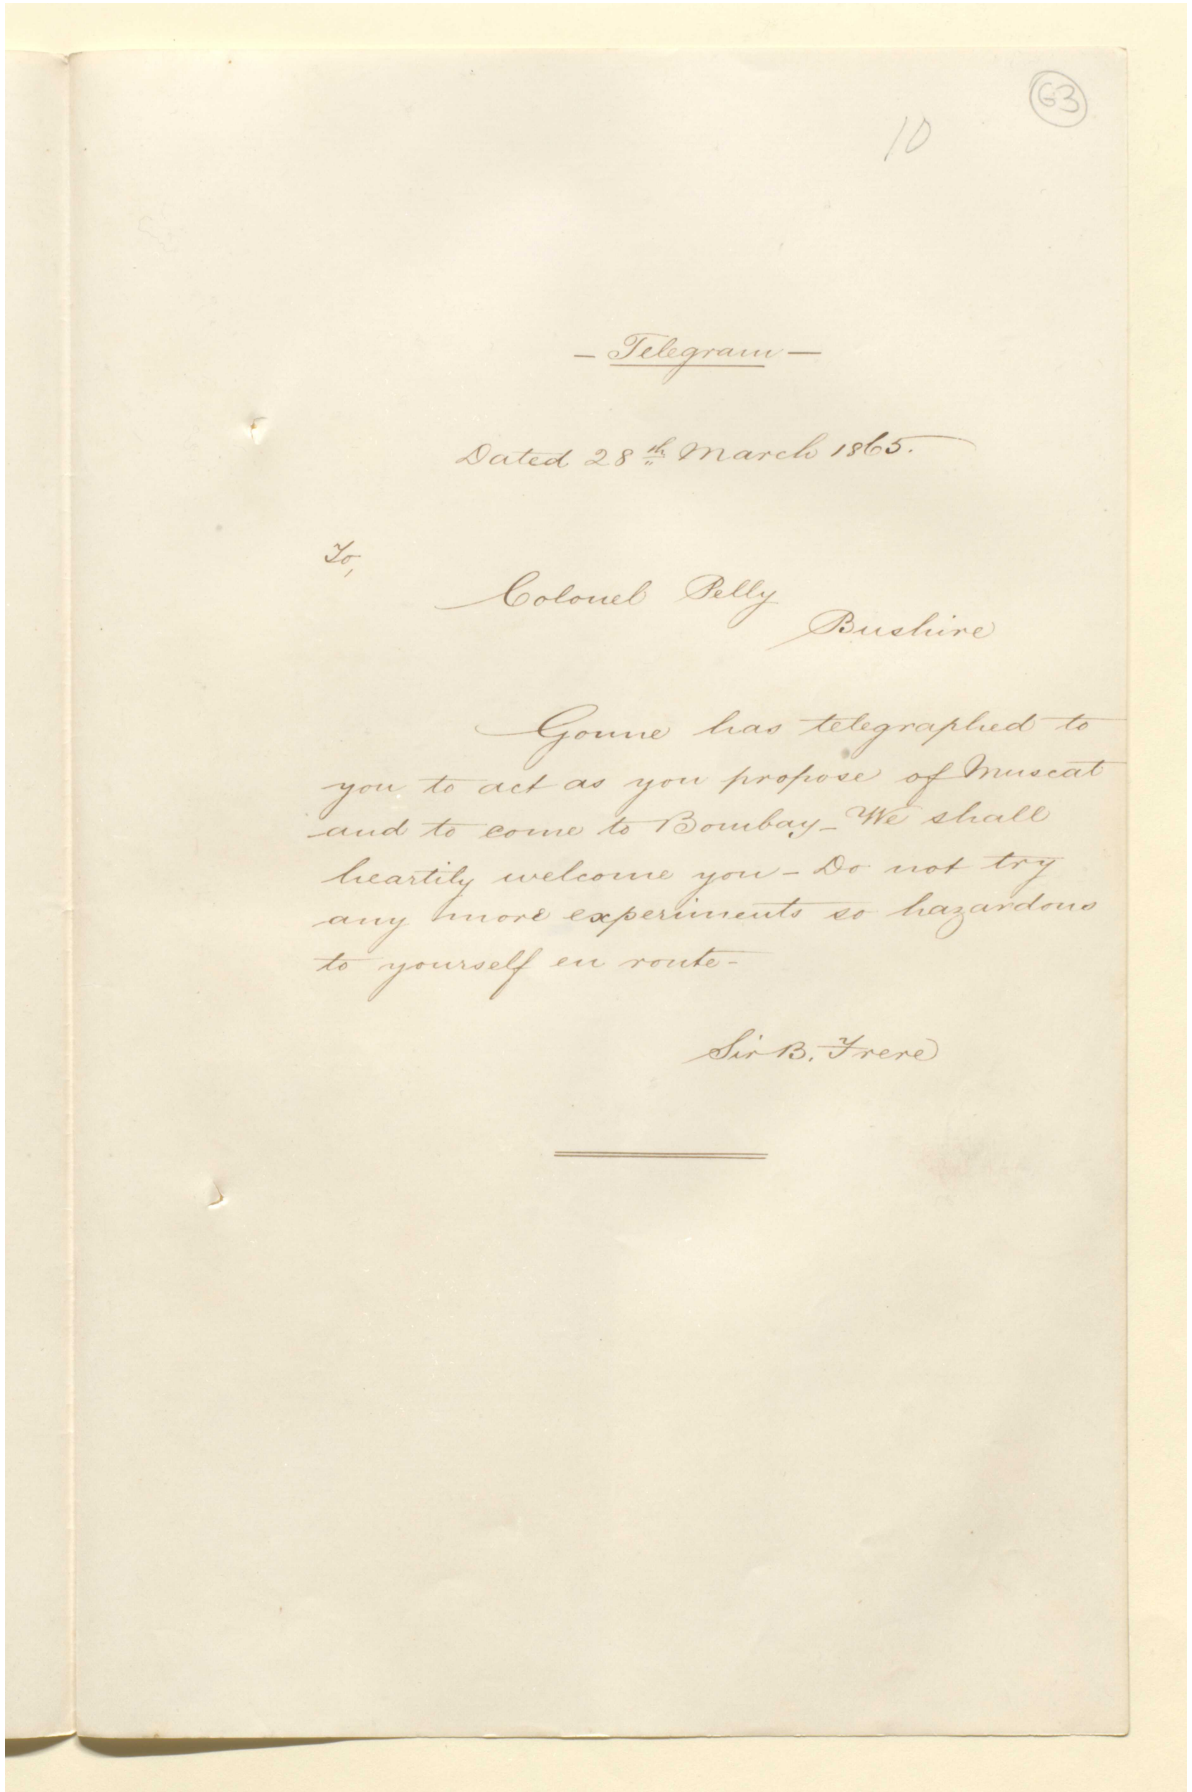 63
10
- Telegram -
Dated 28th March 1865.
To,
Colonel Pelly
Bushire
Gonne has telegraphed to
you to act as you propose of Muscat
and to come to Bombay - We shall
heartily welcome you - Do not try
any more experiments so hazardous
to yourself en route -
Sir B. Frere